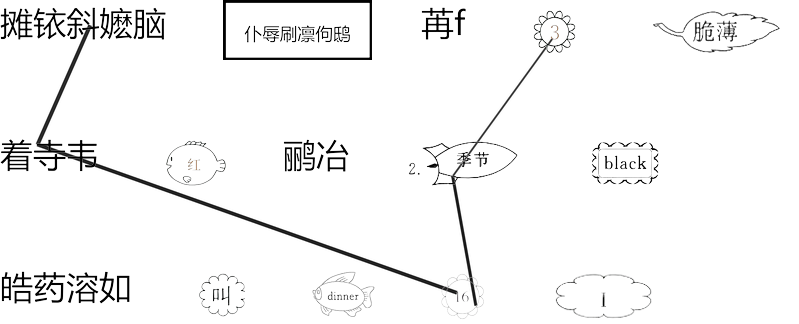 摊铱斜嬷脑 仆辱刷凛佝鸱 苒f 3 脆薄
着寺韦 红 鹂冶 2. 季节 black
皓药溶如 叫 dinner 16 I